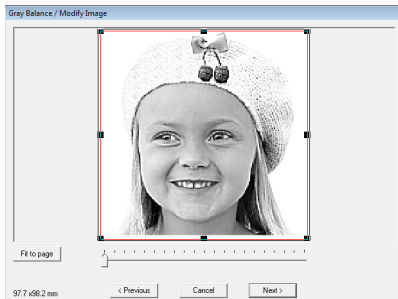 Gray Balance / Modify Image
Fit to page
97.7 x98.2 mm
< Previous
Cancel
Next >